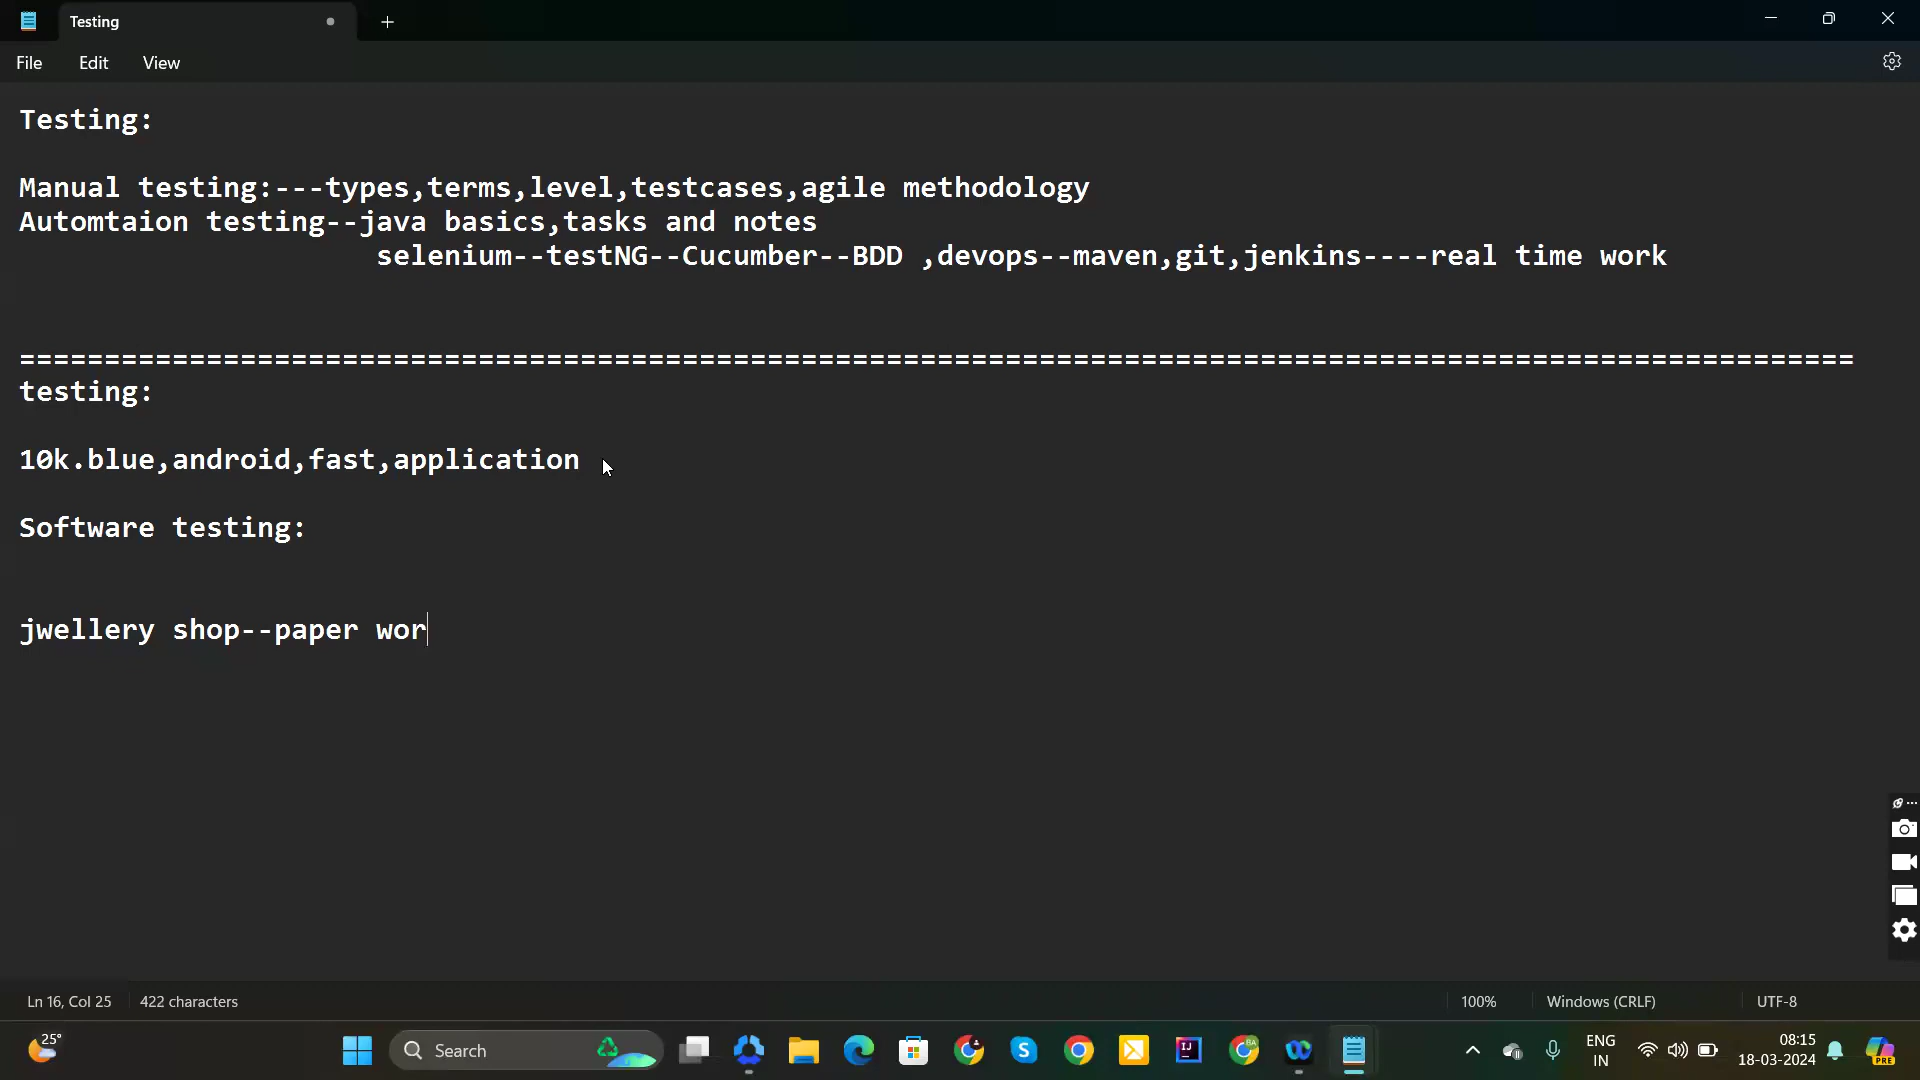 Testing
File Edit View
Testing:
Manual testing:---types,terms,level,testcases,agile methodology
Automtaion testing--java basics,tasks and notes
selenium--testNG--Cucumber--BDD ,devops--maven,git,jenkins----real time work
============================================================================================================
testing:
10k.blue,android,fast,application
Software testing:
jwellery shop--paper wor
Ln 16, Col 25 422 characters 100% Windows (CRLF) UTF-8
25° Search ENG IN 08:15 18-03-2024 PRE